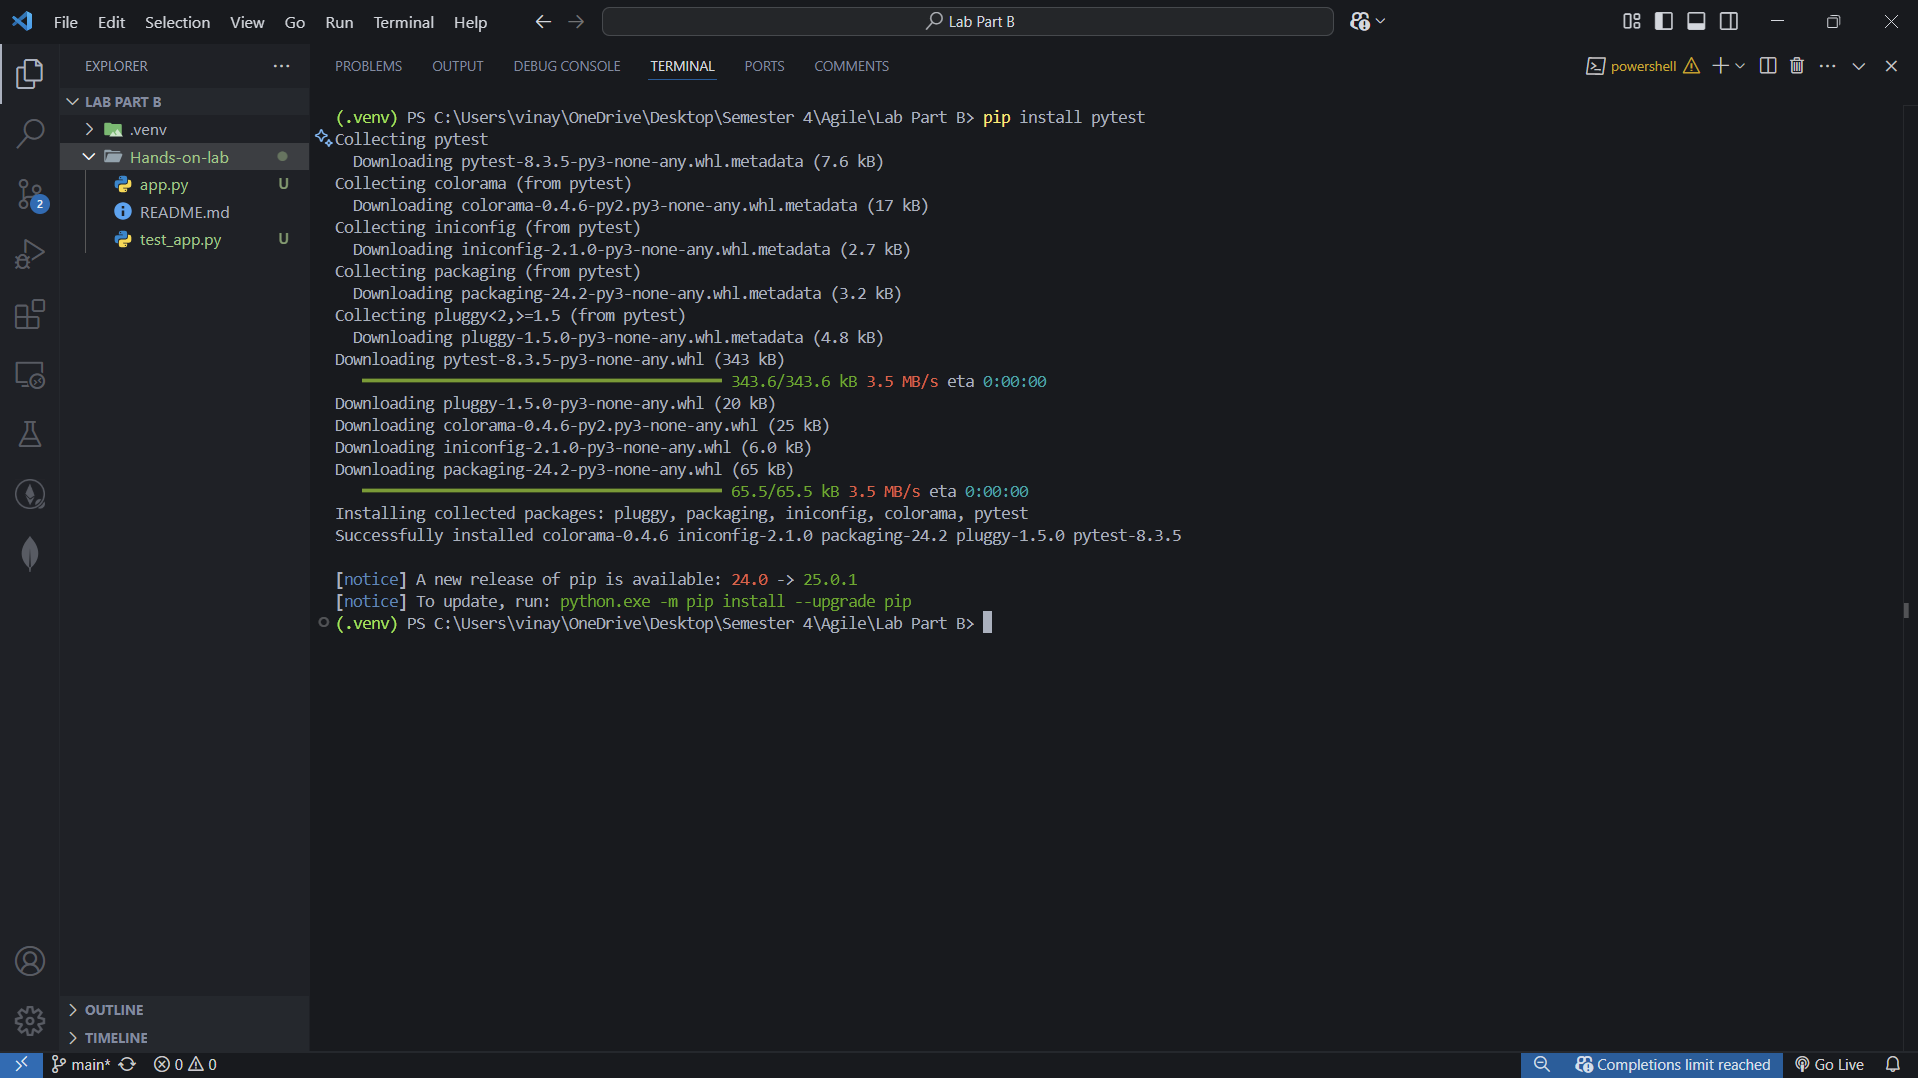 File Edit Selection View Go Run Terminal Help
Lab Part B
EXPLORER
LAB PART B
.venv
Hands-on-lab
app.py U
README.md
test_app.py U
OUTLINE
TIMELINE
PROBLEMS OUTPUT DEBUG CONSOLE TERMINAL PORTS COMMENTS
powershell
(.venv) PS C:\Users\vinay\OneDrive\Desktop\Semester 4\Agile\Lab Part B> pip install pytest
Collecting pytest
Downloading pytest-8.3.5-py3-none-any.whl.metadata (7.6 kB)
Collecting colorama (from pytest)
Downloading colorama-0.4.6-py2.py3-none-any.whl.metadata (17 kB)
Collecting iniconfig (from pytest)
Downloading iniconfig-2.1.0-py3-none-any.whl.metadata (2.7 kB)
Collecting packaging (from pytest)
Downloading packaging-24.2-py3-none-any.whl.metadata (3.2 kB)
Collecting pluggy<2,>=1.5 (from pytest)
Downloading pluggy-1.5.0-py3-none-any.whl.metadata (4.8 kB)
Downloading pytest-8.3.5-py3-none-any.whl (343 kB)
343.6/343.6 kB 3.5 MB/s eta 0:00:00
Downloading pluggy-1.5.0-py3-none-any.whl (20 kB)
Downloading colorama-0.4.6-py2.py3-none-any.whl (25 kB)
Downloading iniconfig-2.1.0-py3-none-any.whl (6.0 kB)
Downloading packaging-24.2-py3-none-any.whl (65 kB)
65.5/65.5 kB 3.5 MB/s eta 0:00:00
Installing collected packages: pluggy, packaging, iniconfig, colorama, pytest
Successfully installed colorama-0.4.6 iniconfig-2.1.0 packaging-24.2 pluggy-1.5.0 pytest-8.3.5
[notice] A new release of pip is available: 24.0 -> 25.0.1
[notice] To update, run: python.exe -m pip install --upgrade pip
(.venv) PS C:\Users\vinay\OneDrive\Desktop\Semester 4\Agile\Lab Part B>
2
main* 0 0
Completions limit reached
Go Live